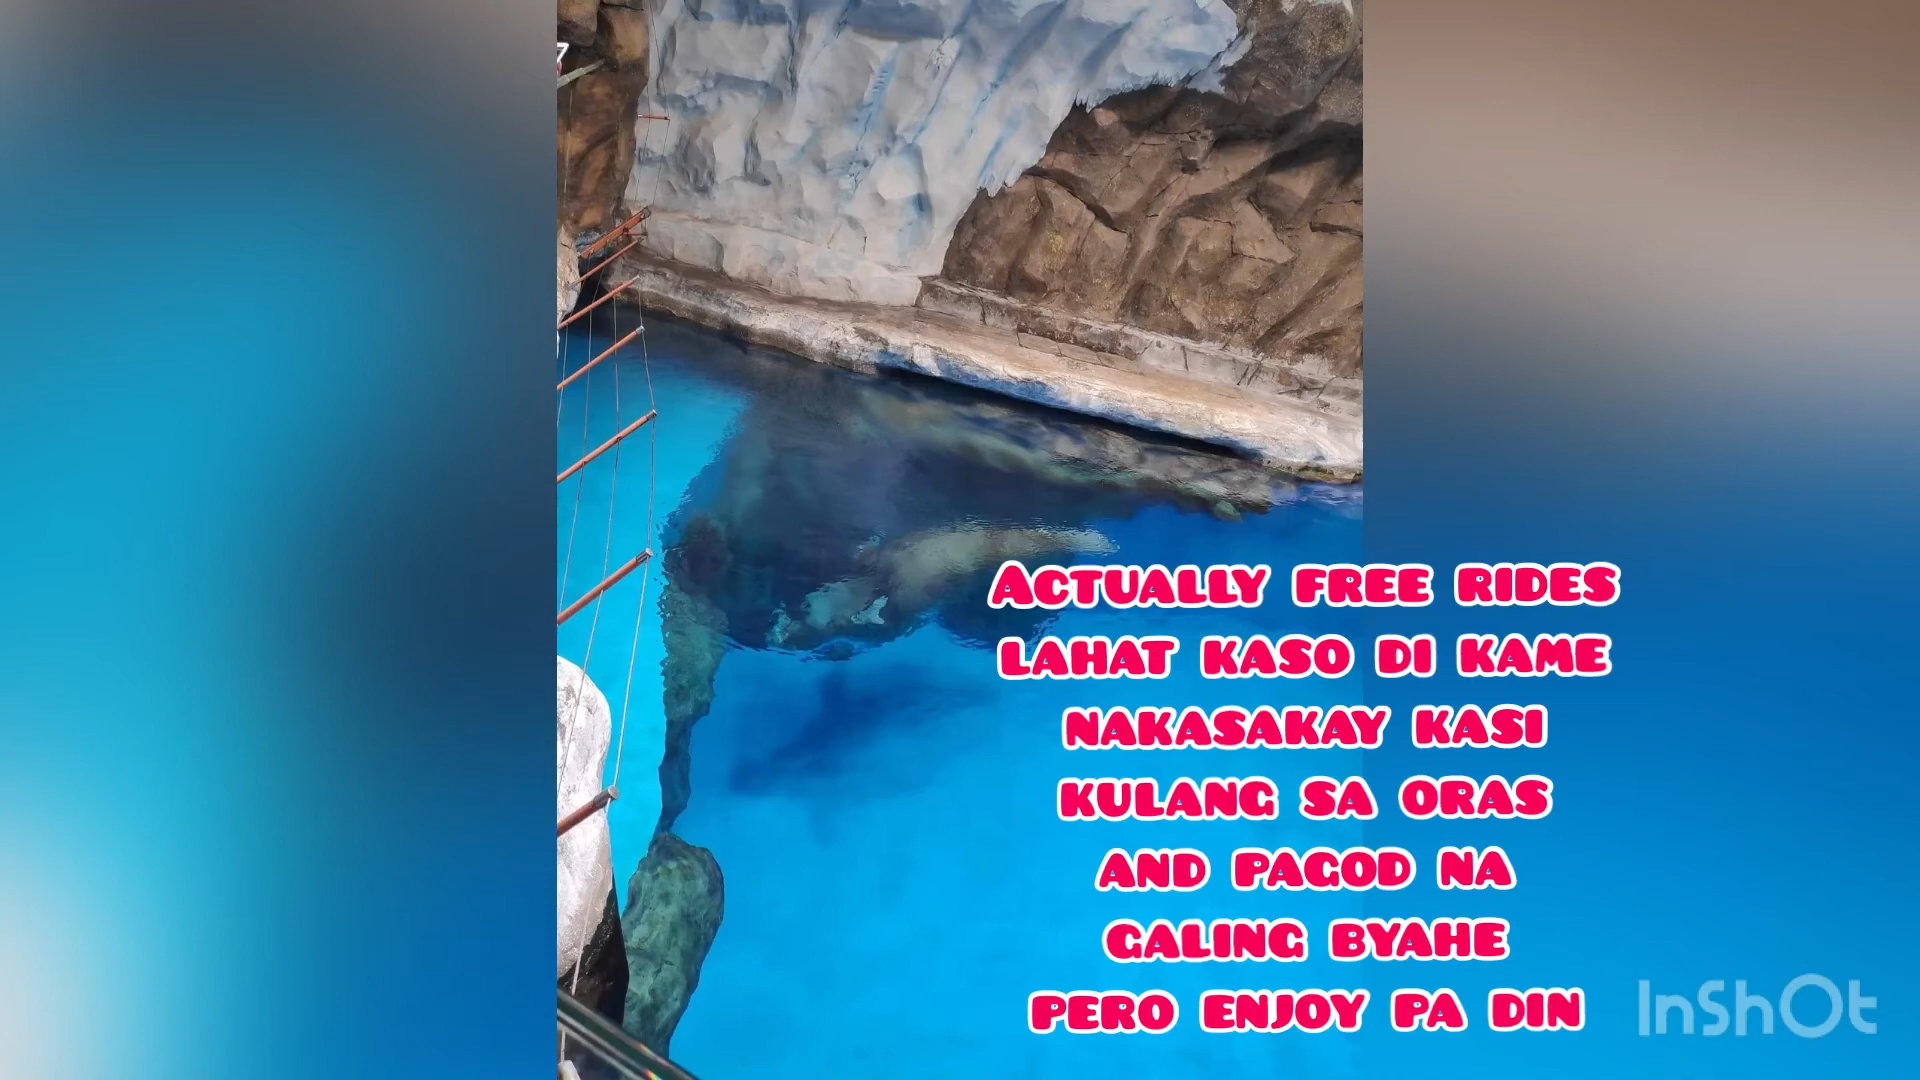 Actually free rides
lahat kaso di kame
nakasakay kasi
kulang sa oras
and pagod na
galing byahe
pero enjoy pa din
InShOt